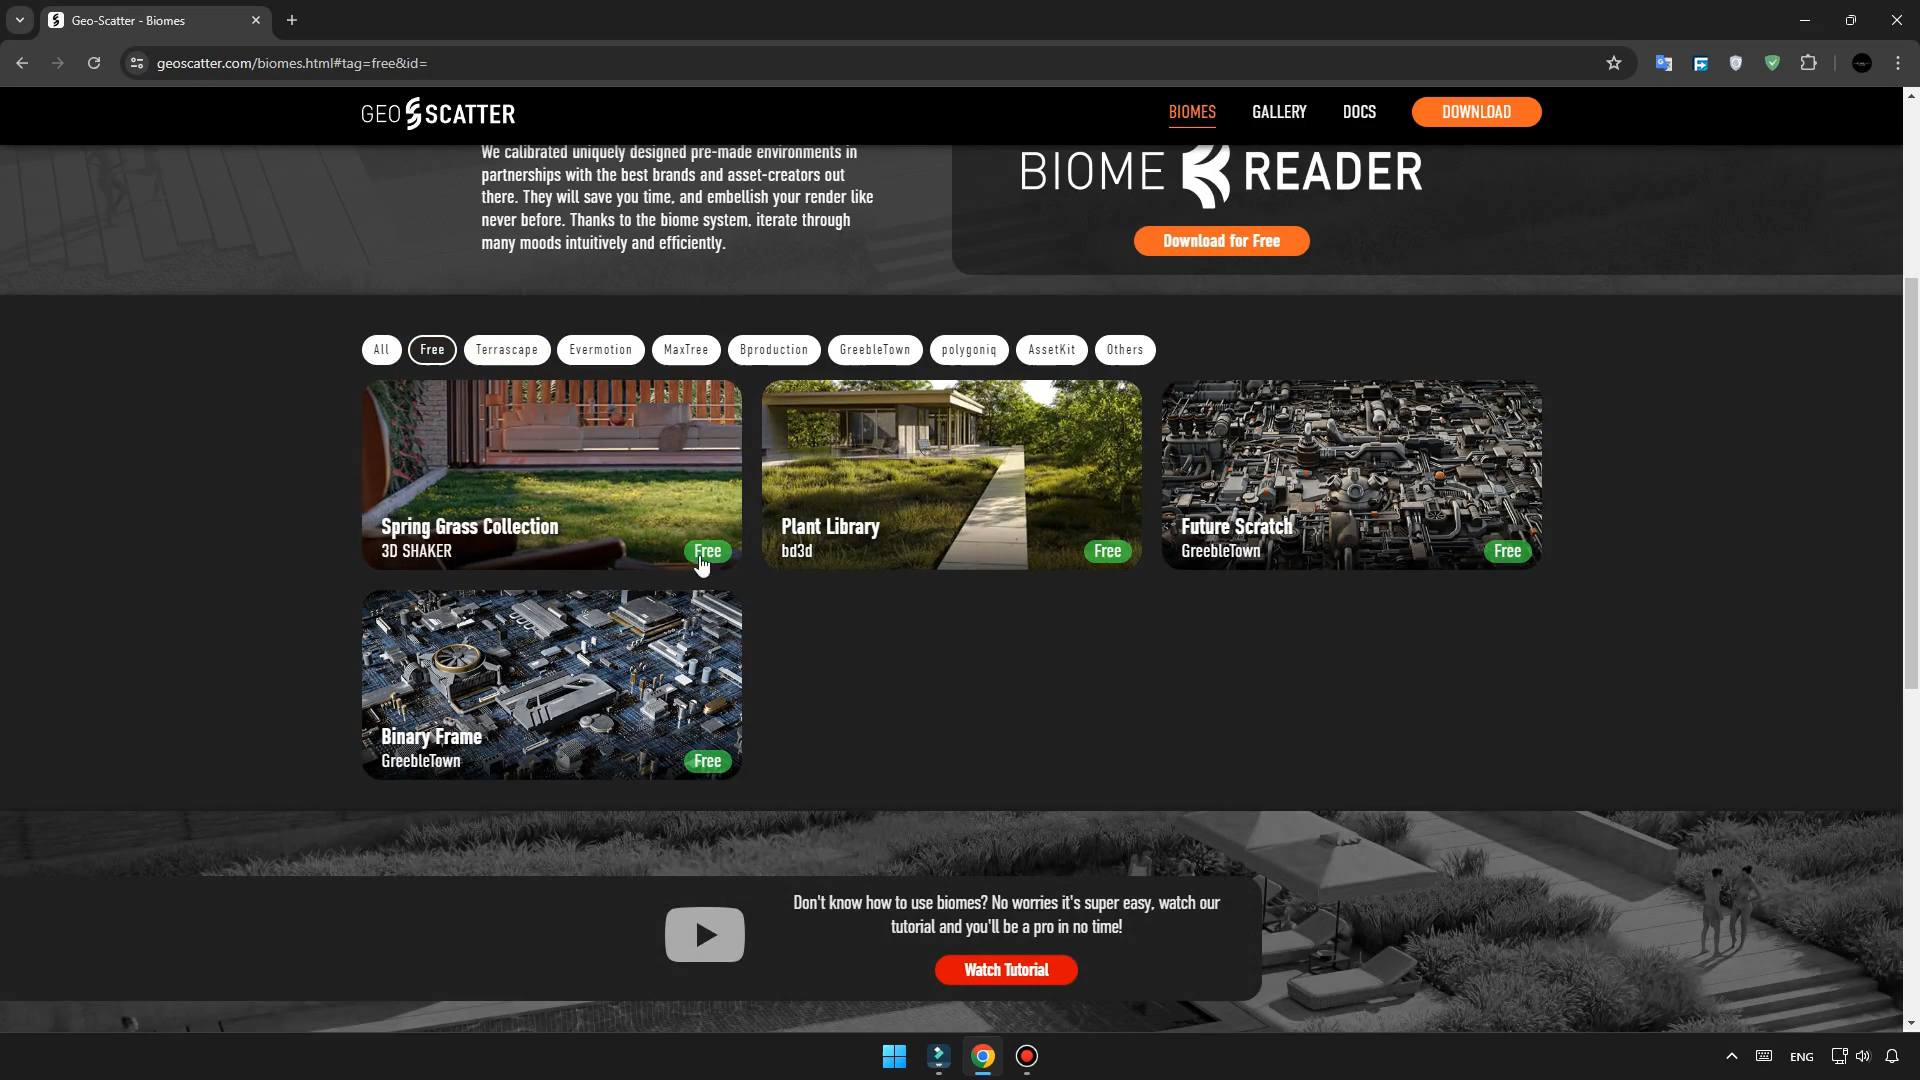 Geo-Scatter - Biomes
geoscatter.com/biomes.html#tag=free&id=
GEO SCATTER
BIOMES
GALLERY
DOCS
DOWNLOAD
We calibrated uniquely designed pre-made environments in
partnerships with the best brands and asset-creators out
there. They will save you time, and embellish your render like
never before. Thanks to the biome system, iterate through
many moods intuitively and efficiently.
BIOME READER
Download for Free
All
Free
Terrascape
Evermotion
MaxTree
Bproduction
GreebleTown
polygoniq
AssetKit
Others
Spring Grass Collection
3D SHAKER
Free
Plant Library
bd3d
Free
Future Scratch
GreebleTown
Free
Binary Frame
GreebleTown
Free
Don't know how to use biomes? No worries it's super easy, watch our
tutorial and you'll be a pro in no time!
Watch Tutorial
ENG